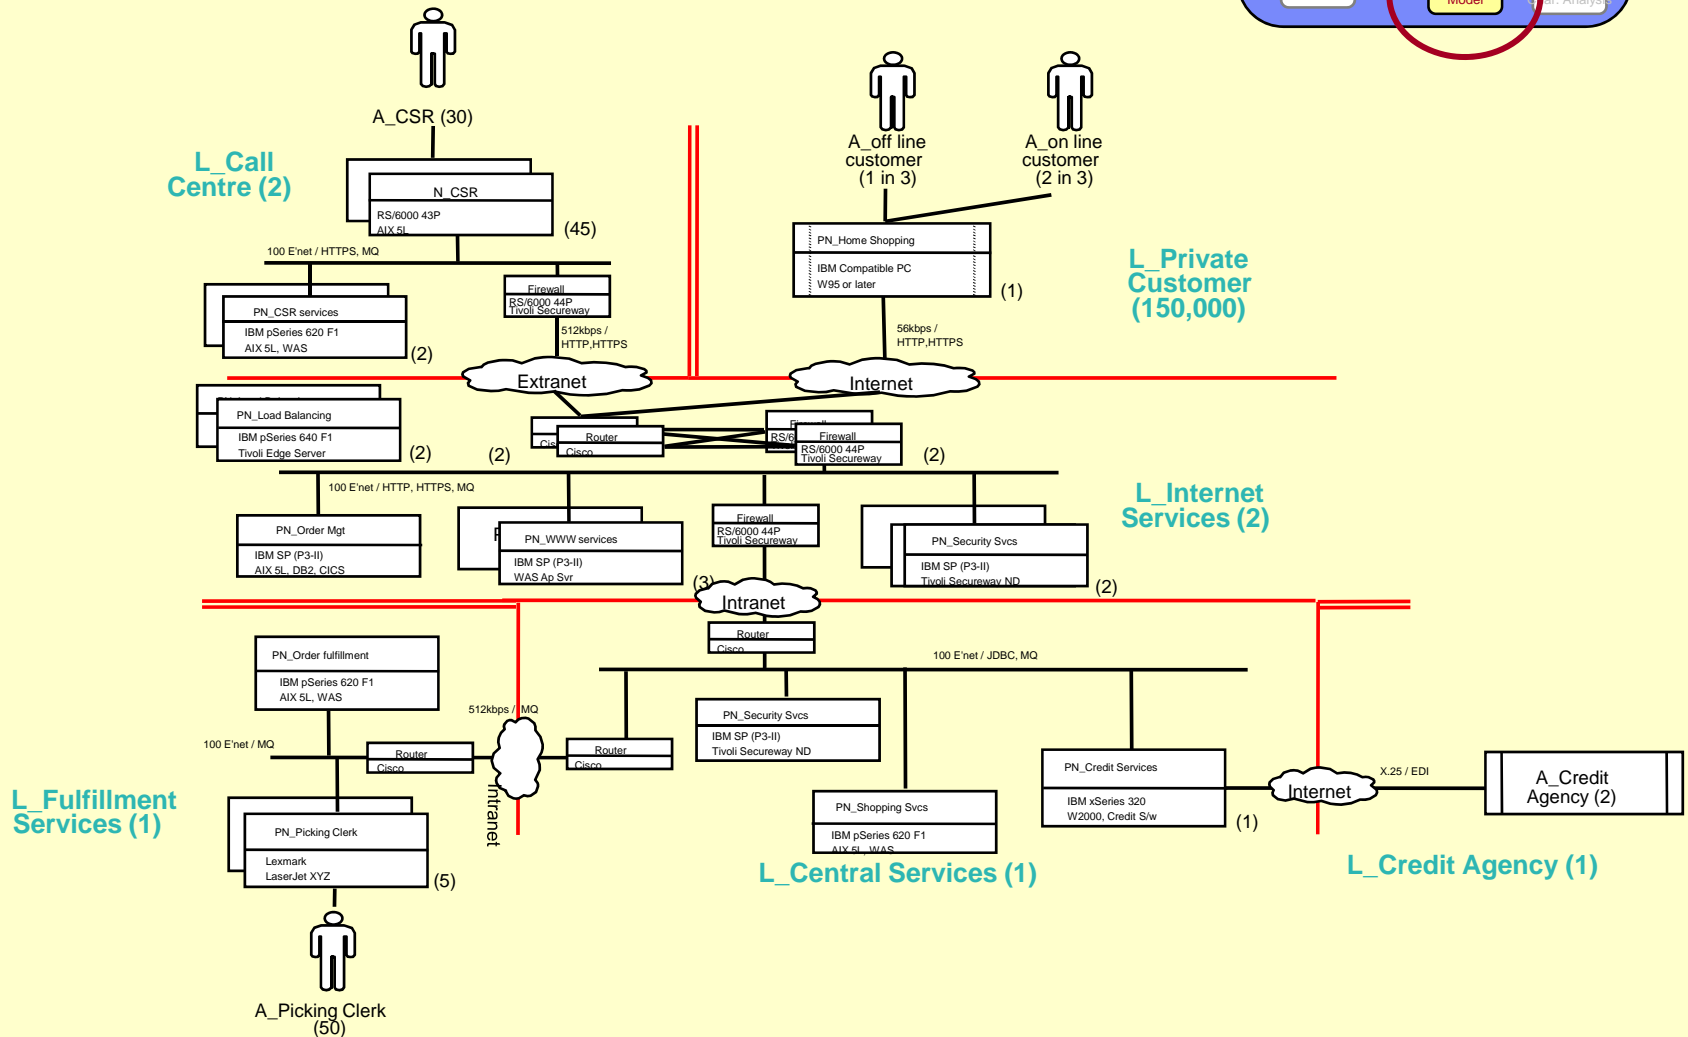 Model
Qual. Analysis
A_CSR (30)
L_Call
Centre (2)
N_CSR
RS/6000 43P
AIX 5L
(45)
100 E'net / HTTPS, MQ
PN_CSR services
IBM pSeries 620 F1
AIX 5L, WAS
(2)
Firewall
RS/6000 44P
Tivoli Secureway
512kbps /
HTTP,HTTPS
A_off line
customer
(1 in 3)
A_on line
customer
(2 in 3)
PN_Home Shopping
IBM Compatible PC
W95 or later
(1)
L_Private
Customer
(150,000)
56kbps /
HTTP,HTTPS
Extranet
Internet
PN_Load Balancing
IBM pSeries 640 F1
Tivoli Edge Server
(2)
(2)
Cis
Router
Cisco
RS/6
Firewall
RS/6000 44P
Tivoli Secureway
(2)
100 E'net / HTTP, HTTPS, MQ
L_Internet
Services (2)
PN_Order Mgt
IBM SP (P3-II)
AIX 5L, DB2, CICS
PN_WWW services
IBM SP (P3-II)
WAS Ap Svr
(3)
Firewall
RS/6000 44P
Tivoli Secureway
PN_Security Svcs
IBM SP (P3-II)
Tivoli Secureway ND
(2)
Intranet
Router
Cisco
100 E'net / JDBC, MQ
PN_Order fulfillment
IBM pSeries 620 F1
AIX 5L, WAS
512kbps / MQ
100 E'net / MQ
Router
Cisco
Intranet
Router
Cisco
PN_Security Svcs
IBM SP (P3-II)
Tivoli Secureway ND
PN_Credit Services
IBM xSeries 320
W2000, Credit S/w
(1)
Internet
X.25 / EDI
A_Credit
Agency (2)
L_Fulfillment
Services (1)
PN_Picking Clerk
Lexmark
LaserJet XYZ
(5)
PN_Shopping Svcs
IBM pSeries 620 F1
AIX 5L, WAS
L_Central Services (1)
L_Credit Agency (1)
A_Picking Clerk
(50)